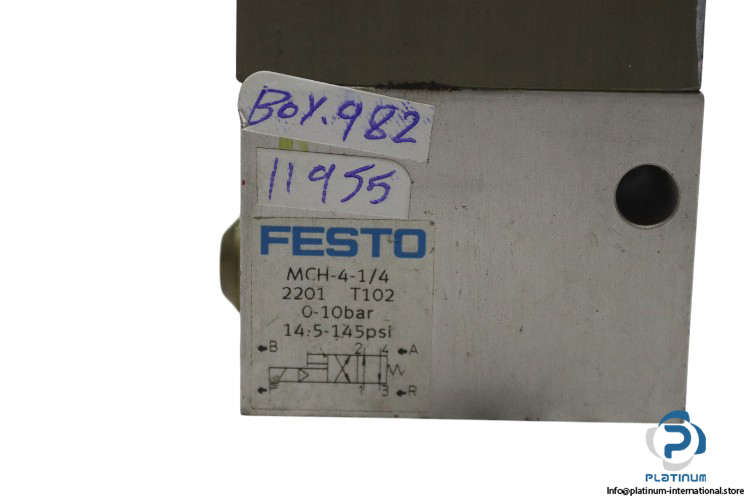 Box.982
11955
FESTO
MCH-4-1/4
2201 T102
0-10bar
14.5-145psi
B 2 4 A
P 1 3 R
PLATINUM
Info@platinum-international.store